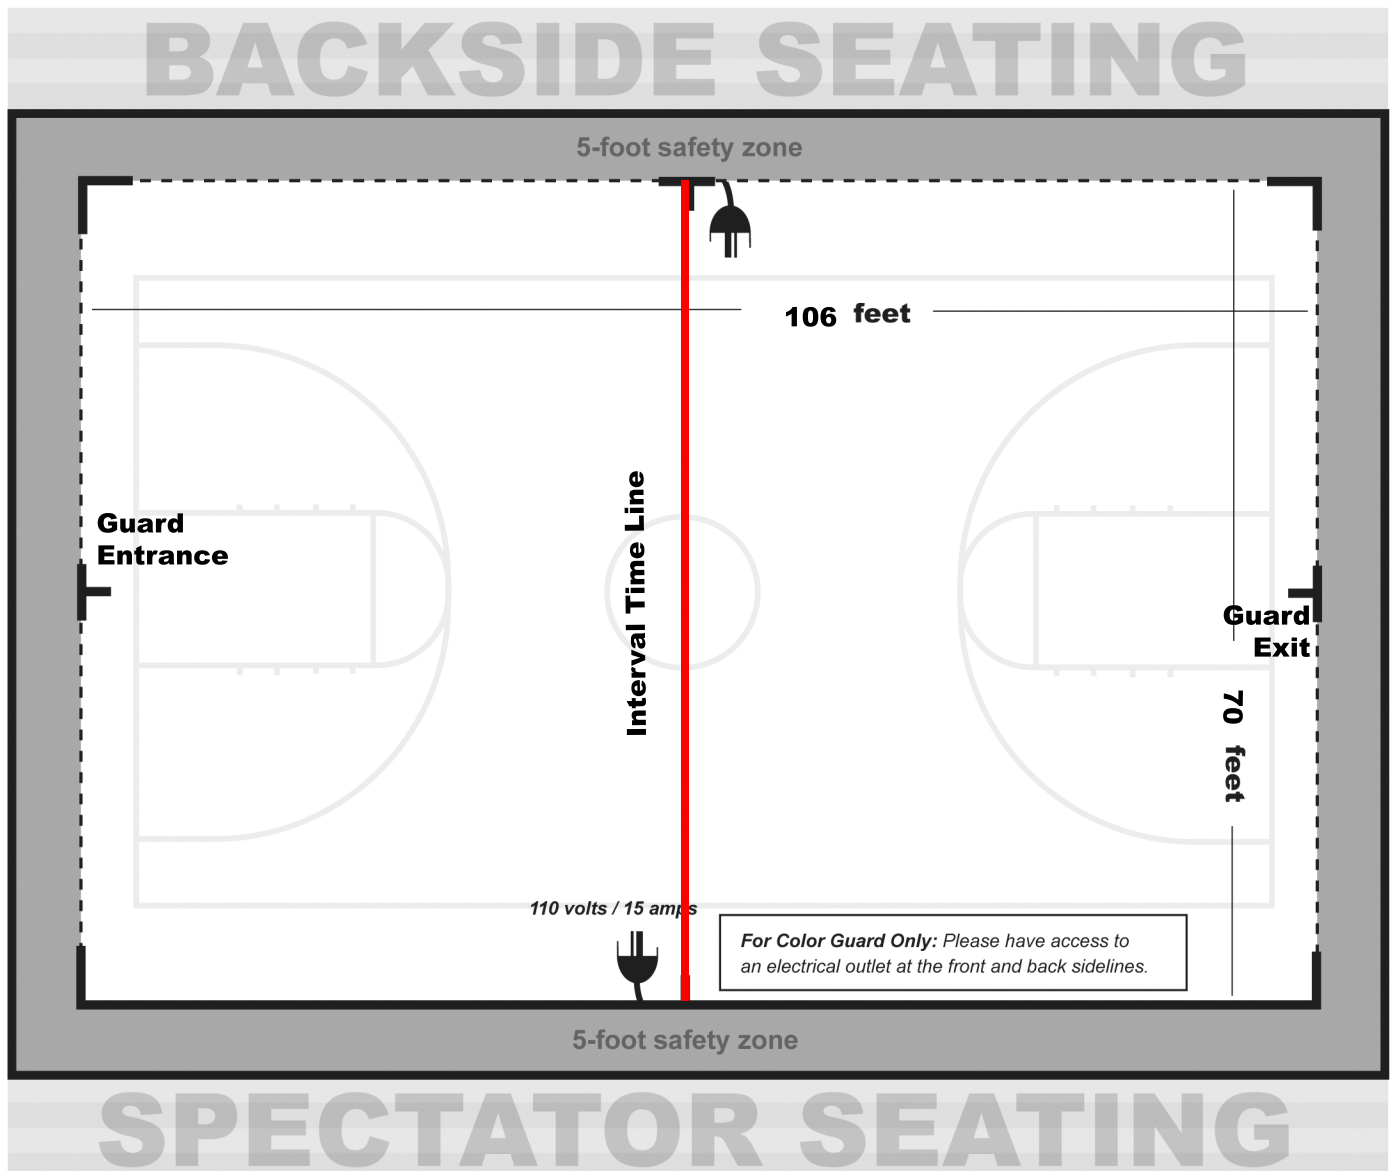 BACKSIDE SEATING
5-foot safety zone
106 feet
Guard
Entrance
Interval Time Line
Guard
Exit
70 feet
110 volts / 15 amps
For Color Guard Only: Please have access to
an electrical outlet at the front and back sidelines.
5-foot safety zone
SPECTATOR SEATING